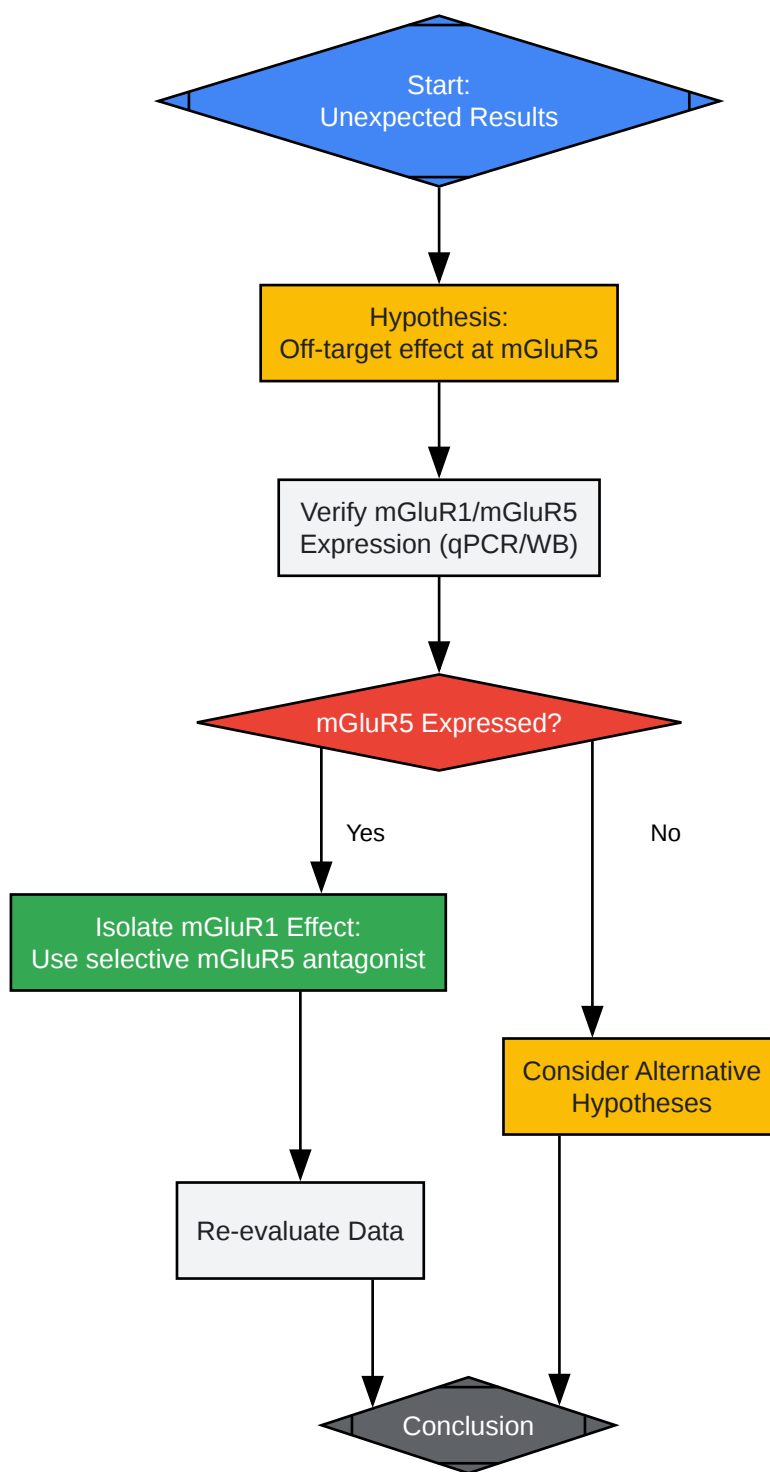 Start:
Unexpected Results
Hypothesis:
Off-target effect at mGluR5
Verify mGluR1/mGluR5
Expression (qPCR/WB)
mGluR5 Expressed?
Yes
No
Isolate mGluR1 Effect:
Use selective mGluR5 antagonist
Consider Alternative
Hypotheses
Re-evaluate Data
Conclusion